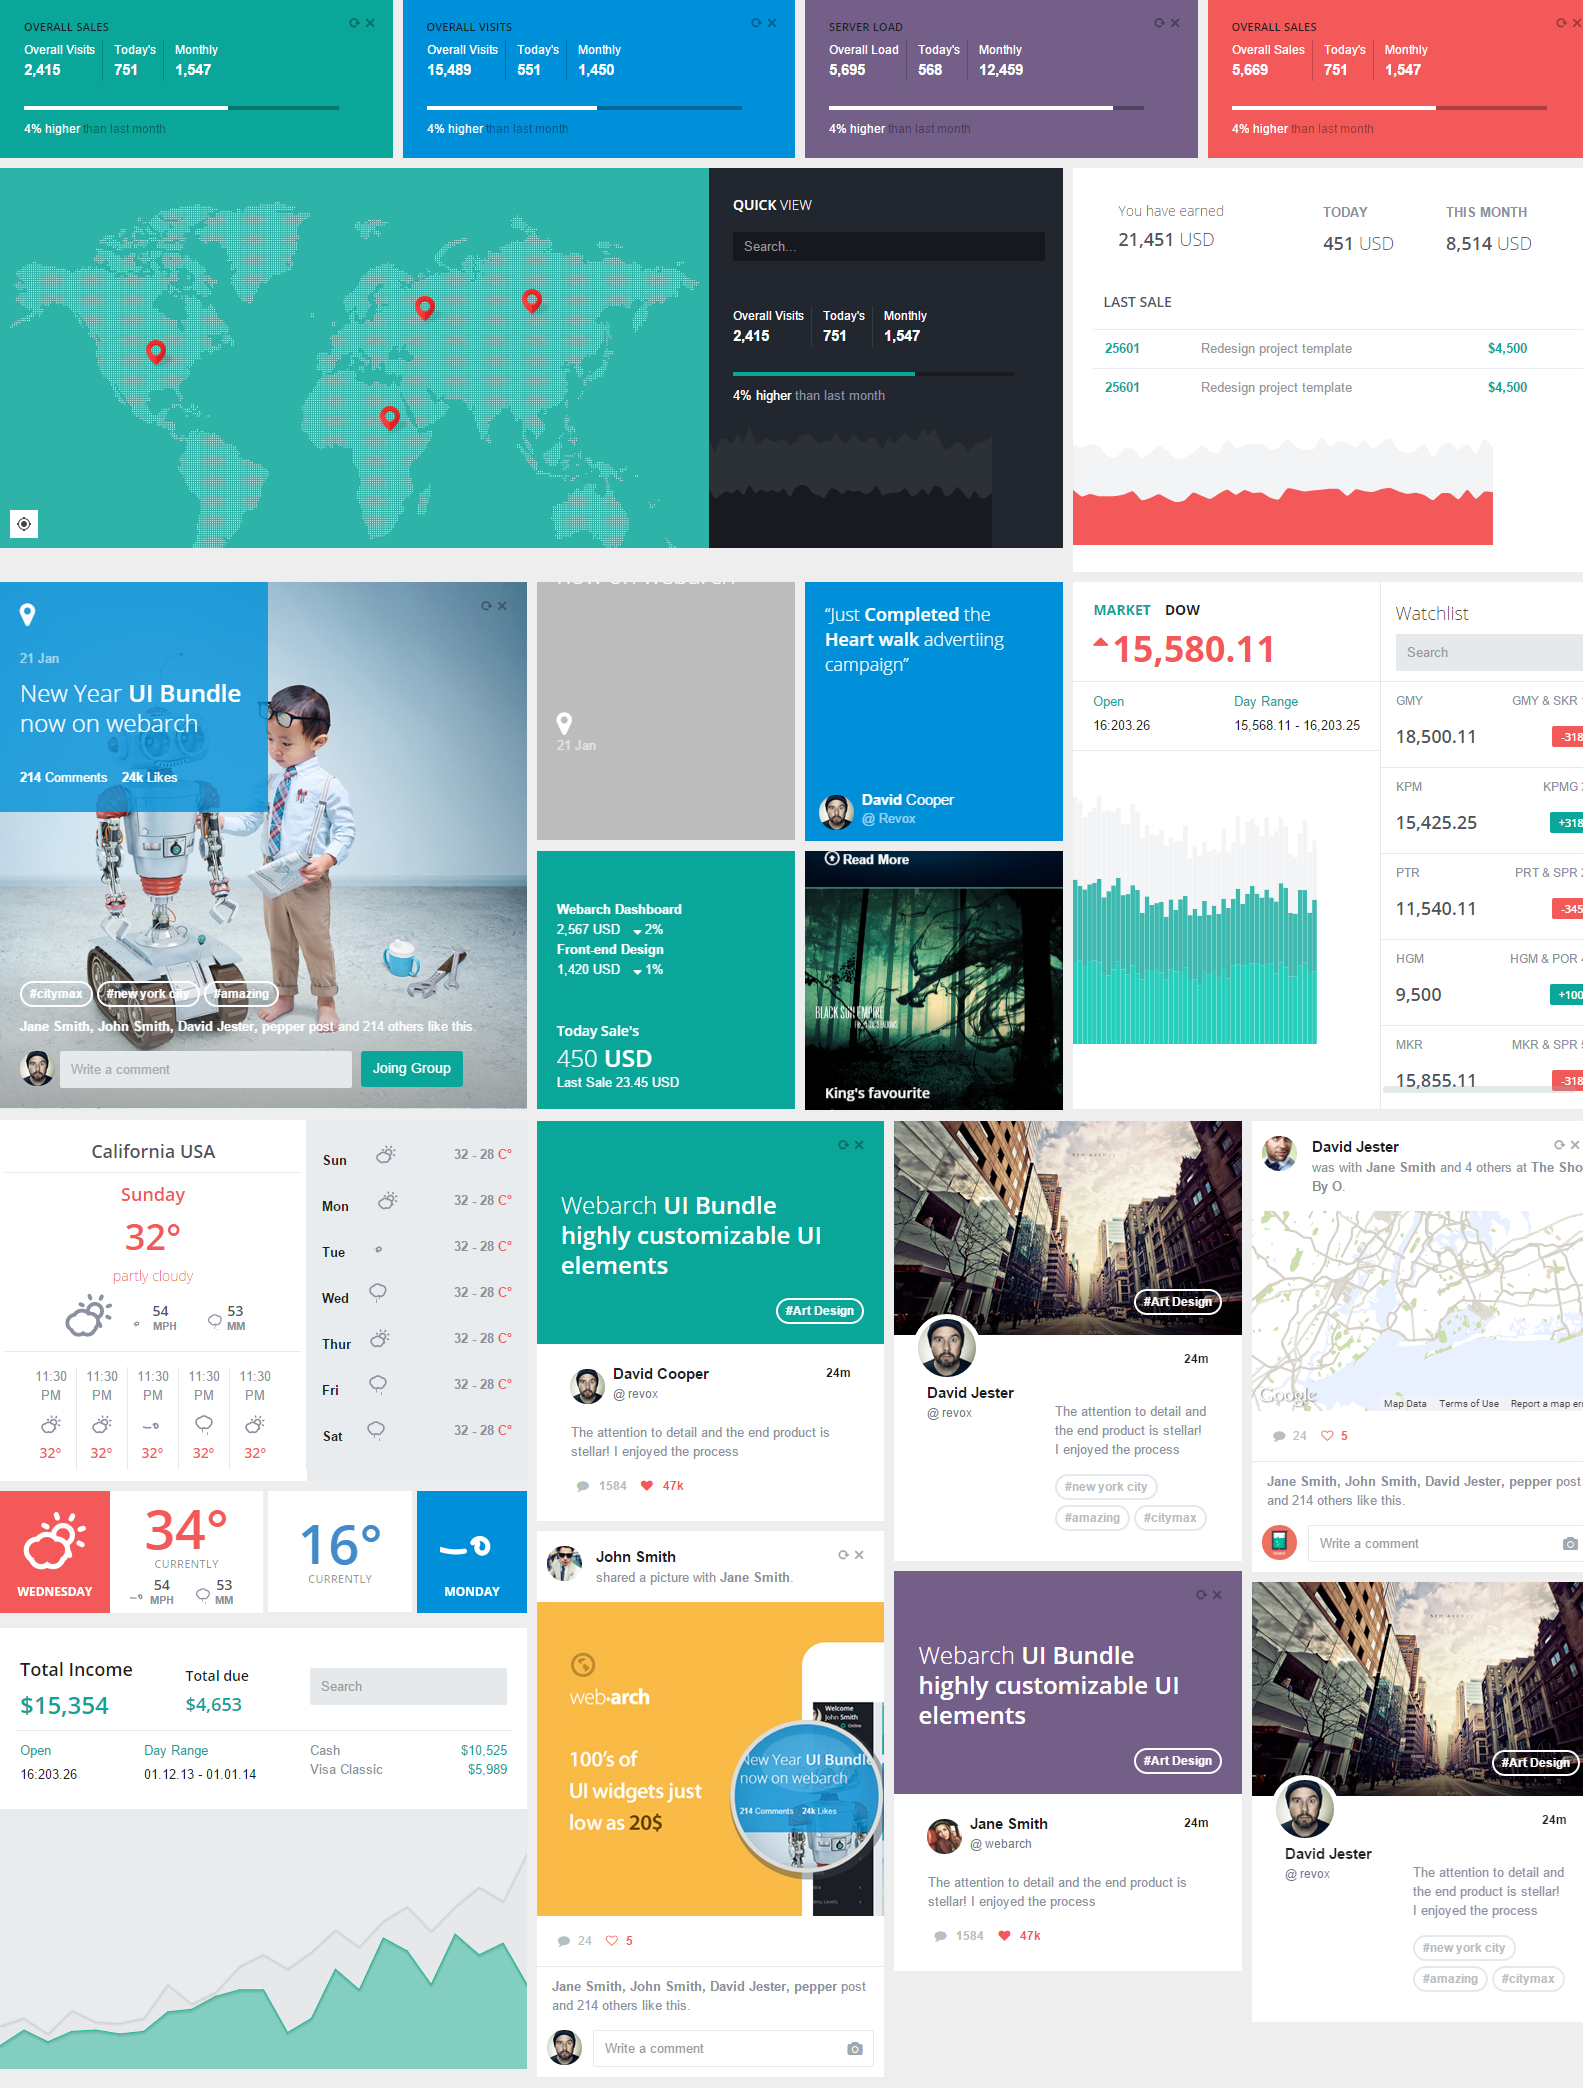 OVERALL SALES
Overall Visits Today's Monthly
2,415 751 1,547
4% higher than last month
OVERALL VISITS
Overall Visits Today's Monthly
15,489 551 1,450
4% higher than last month
SERVER LOAD
Overall Load Today's Monthly
5,695 568 12,459
4% higher than last month
OVERALL SALES
Overall Sales Today's Monthly
5,669 751 1,547
4% higher than last month
QUICK VIEW
Search...
Overall Visits Today's Monthly
2,415 751 1,547
4% higher than last month
You have earned TODAY THIS MONTH
21,451 USD 451 USD 8,514 USD
LAST SALE
25601 Redesign project template $4,500
25601 Redesign project template $4,500
21 Jan
New Year UI Bundle
now on webarch
214 Comments 24k Likes
#citymax #new york city #amazing
Jane Smith, John Smith, David Jester, pepper post and 214 others like this.
Write a comment Joing Group
now on webarch
21 Jan
“Just Completed the
Heart walk advertiing
campaign”
David Cooper
@ Revox
Webarch Dashboard
2,567 USD 2%
Front-end Design
1,420 USD 1%
Today Sale's
450 USD
Last Sale 23.45 USD
Read More
BLACK SUN EMPIRE
King's favourite
MARKET DOW
15,580.11
Open Day Range
16:203.26 15,568.11 - 16,203.25
Watchlist
Search
GMY GMY & SKR
18,500.11 -318
KPM KPMG
15,425.25 +318
PTR PRT & SPR
11,540.11 -345
HGM HGM & POR
9,500 +100
MKR MKR & SPR
15,855.11 -318
California USA
Sunday
32°
partly cloudy
54 MPH 53 MM
11:30 PM 11:30 PM 11:30 PM 11:30 PM 11:30 PM
32° 32° 32° 32° 32°
Sun 32 - 28 C°
Mon 32 - 28 C°
Tue 32 - 28 C°
Wed 32 - 28 C°
Thur 32 - 28 C°
Fri 32 - 28 C°
Sat 32 - 28 C°
WEDNESDAY
34°
CURRENTLY
54 MPH 53 MM
16°
CURRENTLY
MONDAY
Total Income Total due
$15,354 $4,653
Search
Open Day Range
16:203.26 01.12.13 - 01.01.14
Cash $10,525
Visa Classic $5,989
Webarch UI Bundle
highly customizable UI
elements
#Art Design
David Cooper 24m
@ revox
The attention to detail and the end product is
stellar! I enjoyed the process
1584 47k
John Smith
shared a picture with Jane Smith.
web·arch
100's of
UI widgets just
low as 20$
Welcome
John Smith
Online
New Year UI Bundle
now on webarch
214 Comments 24k Likes
24 5
Jane Smith, John Smith, David Jester, pepper post
and 214 others like this.
Write a comment
#Art Design
24m
David Jester
@ revox
The attention to detail and
the end product is stellar!
I enjoyed the process
#new york city
#amazing #citymax
Webarch UI Bundle
highly customizable UI
elements
#Art Design
Jane Smith 24m
@ webarch
The attention to detail and the end product is
stellar! I enjoyed the process
1584 47k
David Jester
was with Jane Smith and 4 others at The Sho
By O.
Google
Map Data Terms of Use Report a map err
24 5
Jane Smith, John Smith, David Jester, pepper post
and 214 others like this.
Write a comment
#Art Design
24m
David Jester
@ revox
The attention to detail and
the end product is stellar!
I enjoyed the process
#new york city
#amazing #citymax